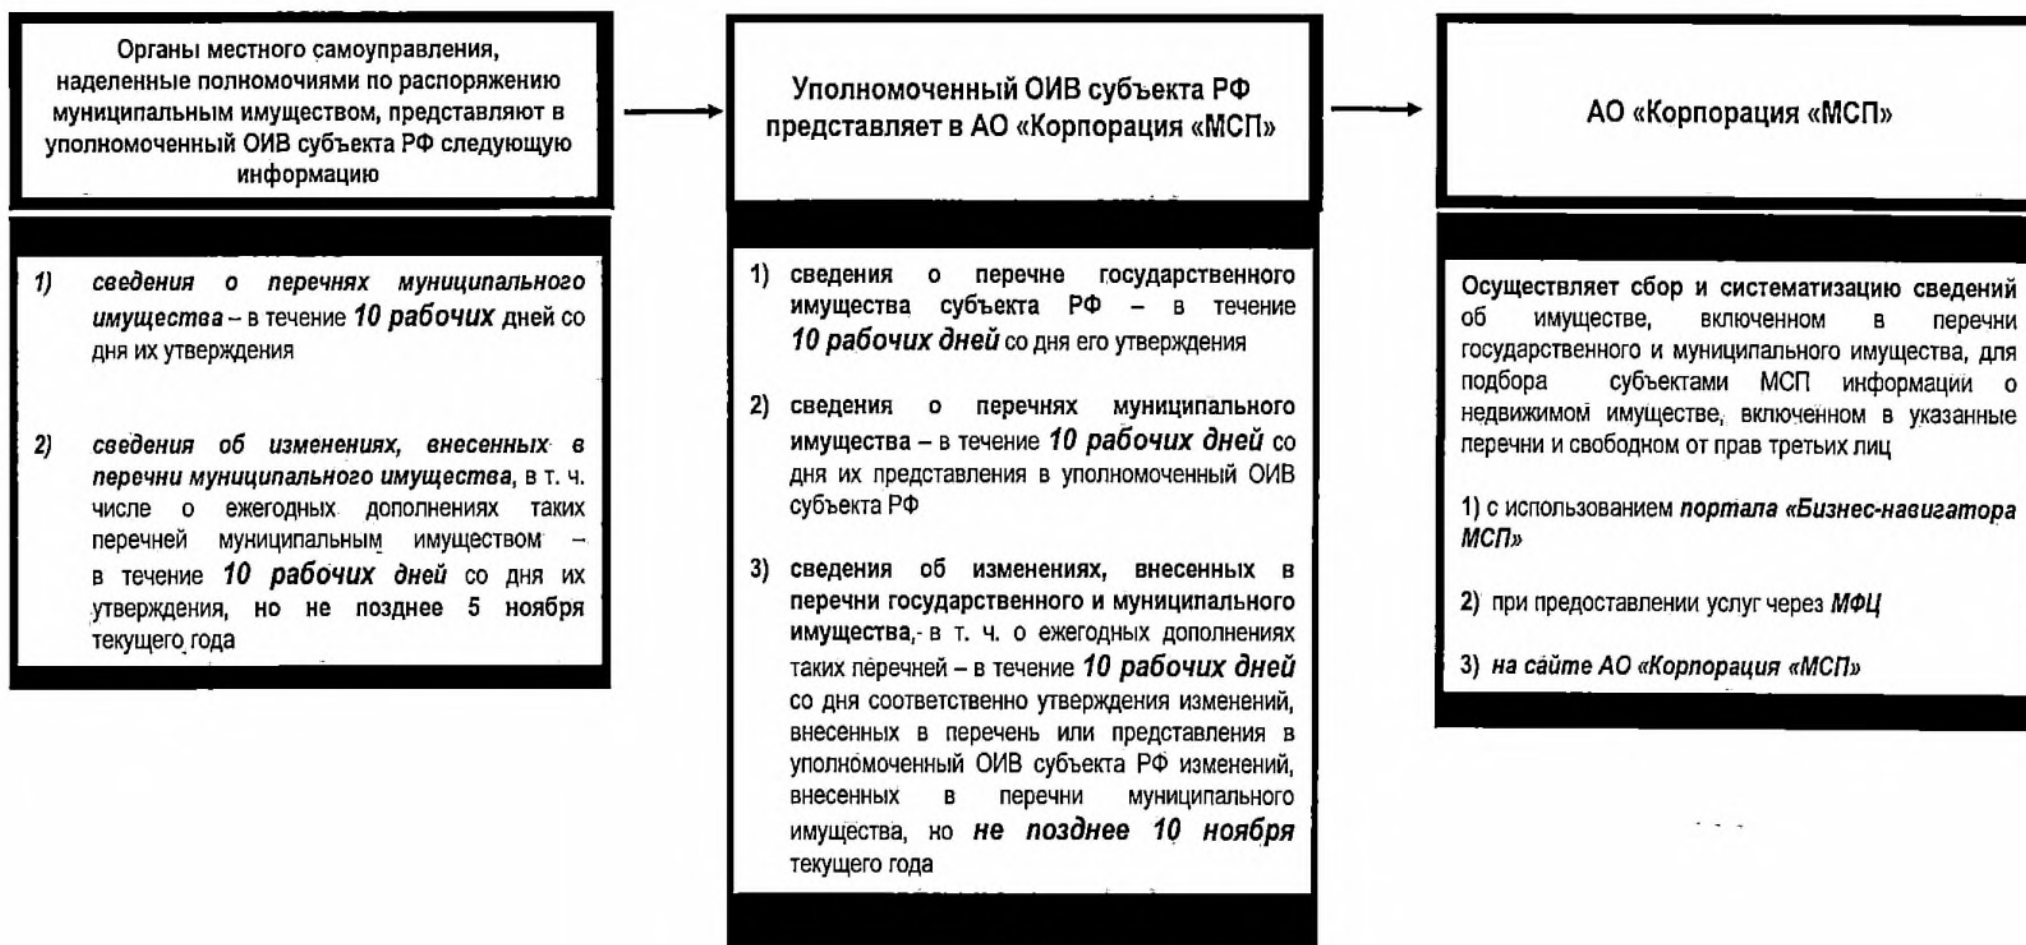 Органы местного самоуправления,
наделенные полномочиями по распоряжению
муниципальным имуществом, представляют в
уполномоченный ОИВ субъекта РФ следующую
информацию
1) сведения о перечнях муниципального
имущества – в течение 10 рабочих дней со
дня их утверждения
2) сведения об изменениях, внесенных в
перечни муниципального имущества, в т. ч.
числе о ежегодных дополнениях таких
перечней муниципальным имуществом –
в течение 10 рабочих дней со дня их
утверждения, но не позднее 5 ноября
текущего года
Уполномоченный ОИВ субъекта РФ
представляет в АО «Корпорация «МСП»
1) сведения о перечне государственного
имущества субъекта РФ – в течение
10 рабочих дней со дня его утверждения
2) сведения о перечнях муниципального
имущества – в течение 10 рабочих дней со
дня их представления в уполномоченный ОИВ
субъекта РФ
3) сведения об изменениях, внесенных в
перечни государственного и муниципального
имущества, в т. ч. о ежегодных дополнениях
таких перечней – в течение 10 рабочих дней
со дня соответственно утверждения изменений,
внесенных в перечень или представления в
уполномоченный ОИВ субъекта РФ изменений,
внесенных в перечни муниципального
имущества, но не позднее 10 ноября
текущего года
АО «Корпорация «МСП»
Осуществляет сбор и систематизацию сведений
об имуществе, включенном в перечни
государственного и муниципального имущества, для
подбора субъектами МСП информации о
недвижимом имуществе, включенном в указанные
перечни и свободном от прав третьих лиц
1) с использованием портала «Бизнес-навигатора
МСП»
2) при предоставлении услуг через МФЦ
3) на сайте АО «Корпорация «МСП»